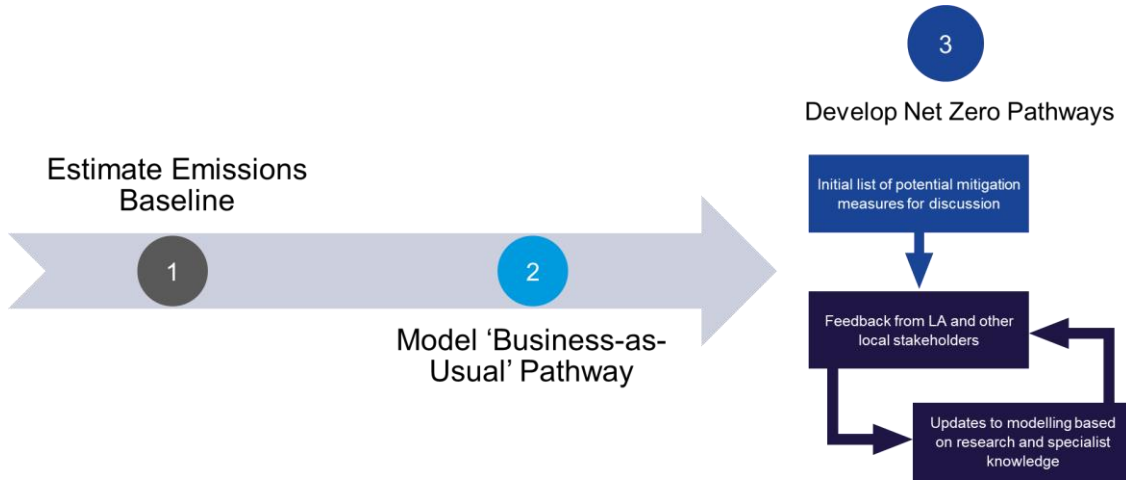 Estimate Emissions
Baseline
1
2
Model ‘Business-as-
Usual’ Pathway
3
Develop Net Zero Pathways
Initial list of potential mitigation
measures for discussion
Feedback from LA and other
local stakeholders
Updates to modelling based
on research and specialist
knowledge